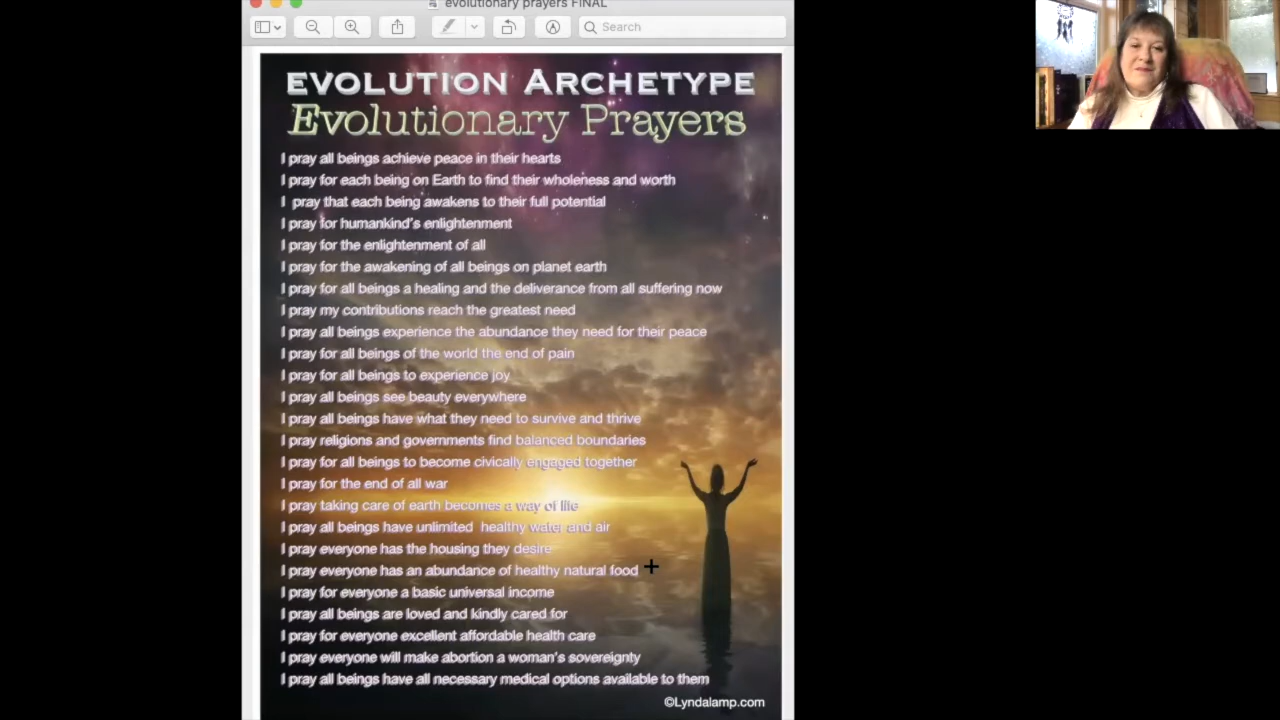 evolutionary prayers FINAL
Search
EVOLUTION ARCHETYPE
Evolutionary Prayers
I pray all beings achieve peace in their hearts
I pray for each being on Earth to find their wholeness and worth
I pray that each being awakens to their full potential
I pray for humankind's enlightenment
I pray for the enlightenment of all
I pray for the awakening of all beings on planet earth
I pray for all beings a healing and the deliverance from all suffering now
I pray my contributions reach the greatest need
I pray all beings experience the abundance they need for their peace
I pray for all beings of the world the end of pain
I pray for all beings to experience joy
I pray all beings see beauty everywhere
I pray all beings have what they need to survive and thrive
I pray religions and governments find balanced boundaries
I pray for all beings to become civically engaged together
I pray for the end of all war
I pray taking care of earth becomes a way of life
I pray all beings have unlimited healthy water and air
I pray everyone has the housing they desire
I pray everyone has an abundance of healthy natural food
I pray for everyone a basic universal income
I pray all beings are loved and kindly cared for
I pray for everyone excellent affordable health care
I pray everyone will make abortion a woman's sovereignty
I pray all beings have all necessary medical options available to them
©Lyndalamp.com